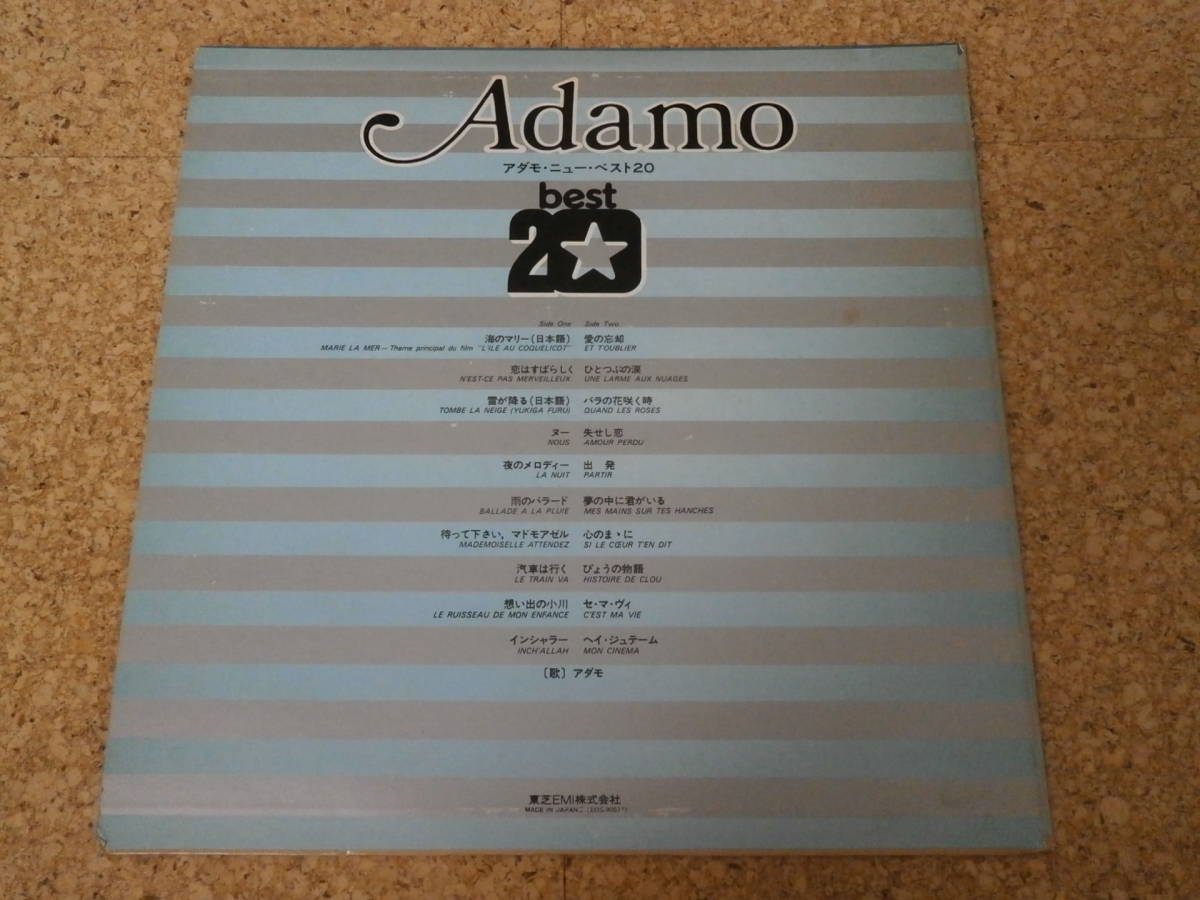 Adamo
アダモ・ニュー・ベスト20
best
20
Side One
海のマリー(日本語)
MARIE LA MER – Theme principal du film "L'ILE AU COQUELICOT"
恋はすばらしく
N'EST-CE PAS MERVEILLEUX
雪が降る(日本語)
TOMBE LA NEIGE (YUKIGA FURU)
ヌー
NOUS
夜のメロディー
LA NUIT
雨のバラード
BALLADE A LA PLUIE
待って下さい, マドモアゼル
MADEMOISELLE ATTENDEZ
汽車は行く
LE TRAIN VA
想い出の小川
LE RUISSEAU DE MON ENFANCE
インシャラー
INCH'ALLAH
Side Two
愛の忘却
ET T'OUBLIER
ひとつぶの涙
UNE LARME AUX NUAGES
バラの花咲く時
QUAND LES ROSES
失せし恋
AMOUR PERDU
出発
PARTIR
夢の中に君がいる
MES MAINS SUR TES HANCHES
心のまゝに
SI LE CŒUR T'EN DIT
びょうの物語
HISTOIRE DE CLOU
セ・マ・ヴィ
C'EST MA VIE
ヘイ・ジュテーム
MON CINEMA
〔歌〕アダモ
東芝EMI株式会社
MADE IN JAPAN